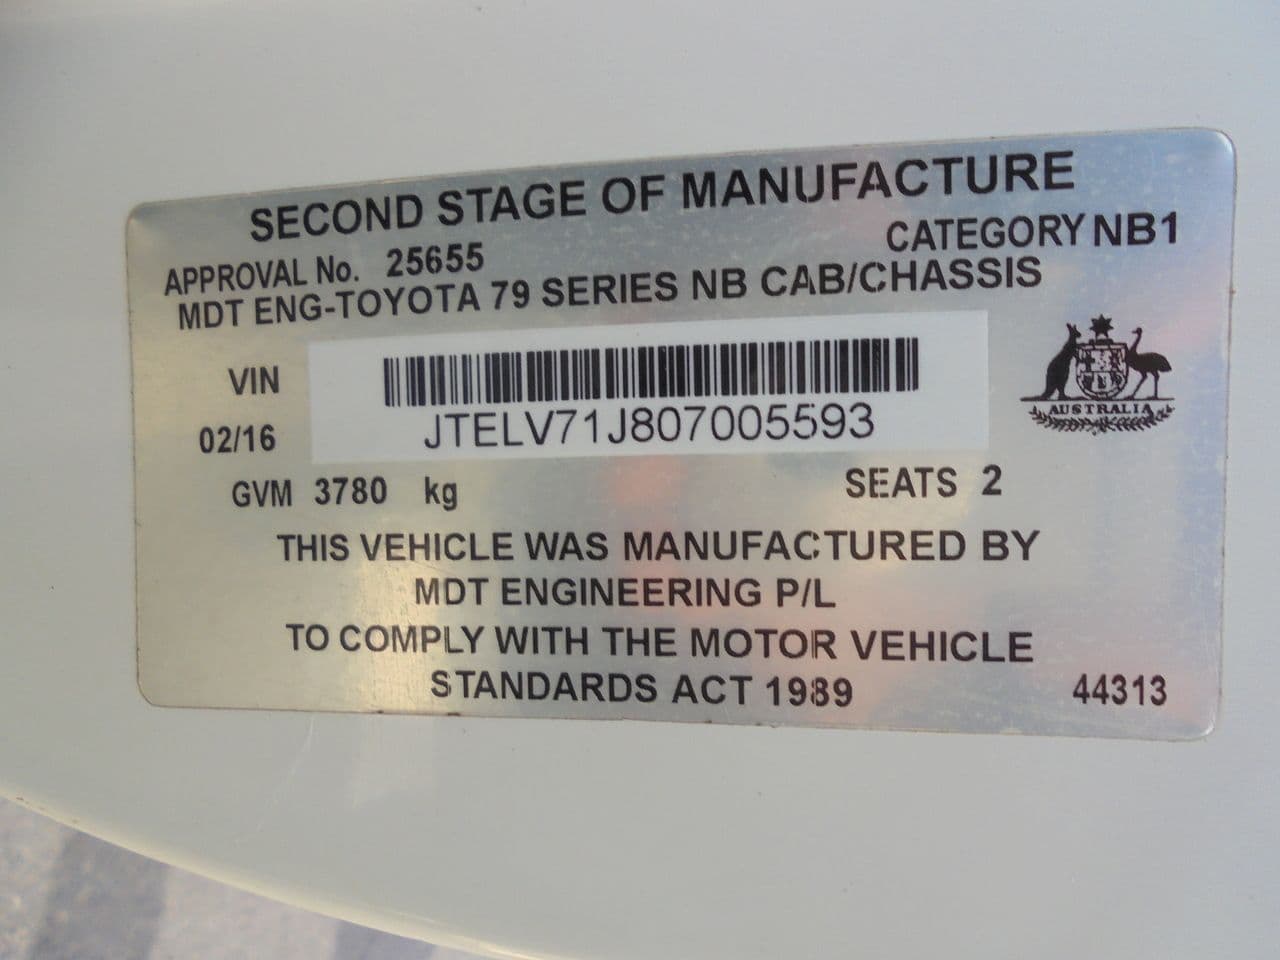 SECOND STAGE OF MANUFACTURE
APPROVAL No. 25655 CATEGORY NB1
MDT ENG-TOYOTA 79 SERIES NB CAB/CHASSIS
VIN
JTELV71J807005593
02/16
AUSTRALIA
GVM 3780 kg SEATS 2
THIS VEHICLE WAS MANUFACTURED BY
MDT ENGINEERING P/L
TO COMPLY WITH THE MOTOR VEHICLE
STANDARDS ACT 1989
44313